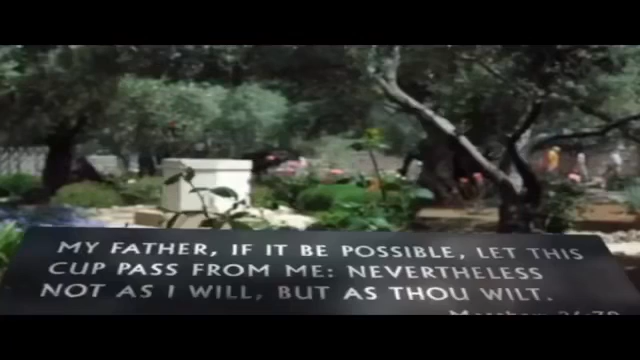 MY FATHER, IF IT BE POSSIBLE, LET THIS
CUP PASS FROM ME: NEVERTHELESS
NOT AS I WILL, BUT AS THOU WILT.